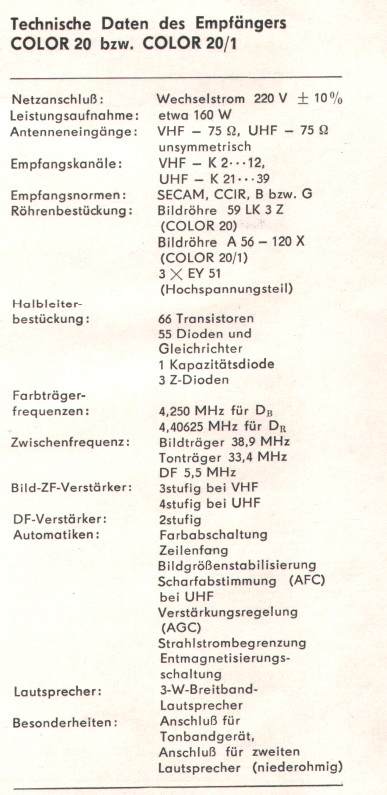 Technische Daten des Empfängers
COLOR 20 bzw. COLOR 20/1
Netzanschluß: Wechselstrom 220 V ± 10%
Leistungsaufnahme: etwa 160 W
Antenneneingänge: VHF – 75 Ω, UHF – 75 Ω
unsymmetrisch
Empfangskanäle: VHF – K 2···12,
UHF – K 21···39
Empfangsnormen: SECAM, CCIR, B bzw. G
Röhrenbestückung: Bildröhre 59 LK 3 Z
(COLOR 20)
Bildröhre A 56 – 120 X
(COLOR 20/1)
3 × EY 51
(Hochspannungsteil)
Halbleiter-
bestückung: 66 Transistoren
55 Dioden und
Gleichrichter
1 Kapazitätsdiode
3 Z-Dioden
Farbträger-
frequenzen: 4,250 MHz für D_B
4,40625 MHz für D_R
Zwischenfrequenz: Bildträger 38,9 MHz
Tonträger 33,4 MHz
DF 5,5 MHz
Bild-ZF-Verstärker: 3stufig bei VHF
4stufig bei UHF
DF-Verstärker: 2stufig
Automatiken: Farbabschaltung
Zeilenfang
Bildgrößenstabilisierung
Scharfabstimmung (AFC)
bei UHF
Verstärkungsregelung
(AGC)
Strahlstrombegrenzung
Entmagnetisierungs-
schaltung
Lautsprecher: 3-W-Breitband-
Lautsprecher
Besonderheiten: Anschluß für
Tonbandgerät,
Anschluß für zweiten
Lautsprecher (niederohmig)